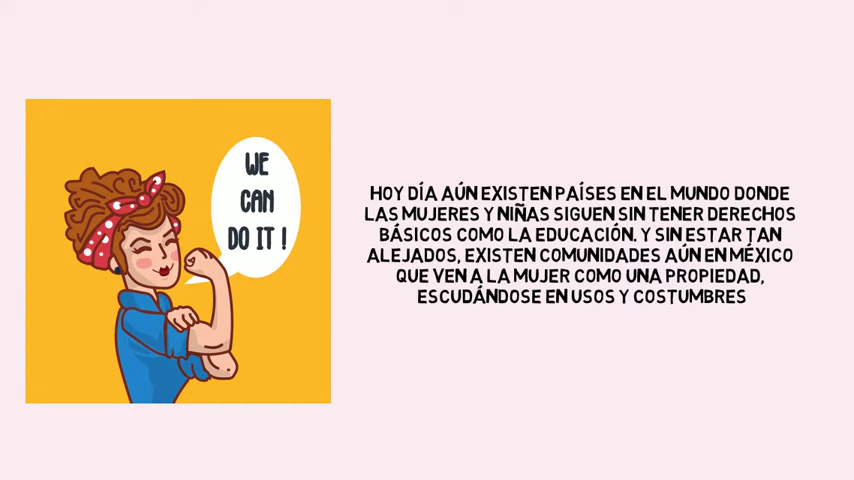 WE
CAN
DO IT !
HOY DÍA AÚN EXISTEN PAÍSES EN EL MUNDO DONDE
LAS MUJERES Y NIÑAS SIGUEN SIN TENER DERECHOS
BÁSICOS COMO LA EDUCACIÓN. Y SIN ESTAR TAN
ALEJADOS, EXISTEN COMUNIDADES AÚN EN MÉXICO
QUE VEN A LA MUJER COMO UNA PROPIEDAD,
ESCUDÁNDOSE EN USOS Y COSTUMBRES